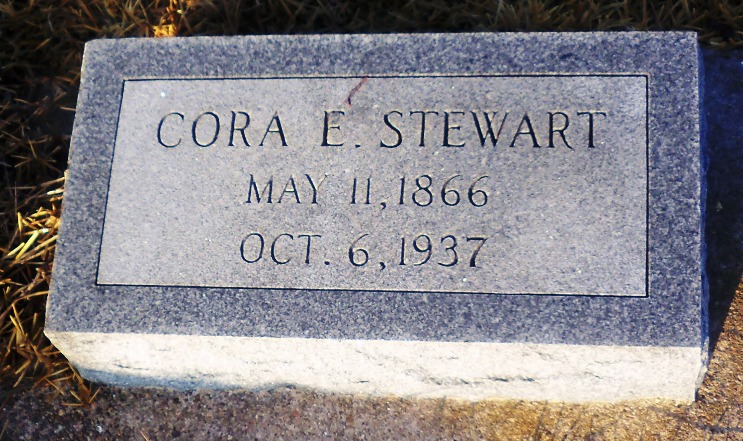 CORA E. STEWART
MAY 11, 1866
OCT. 6, 1937